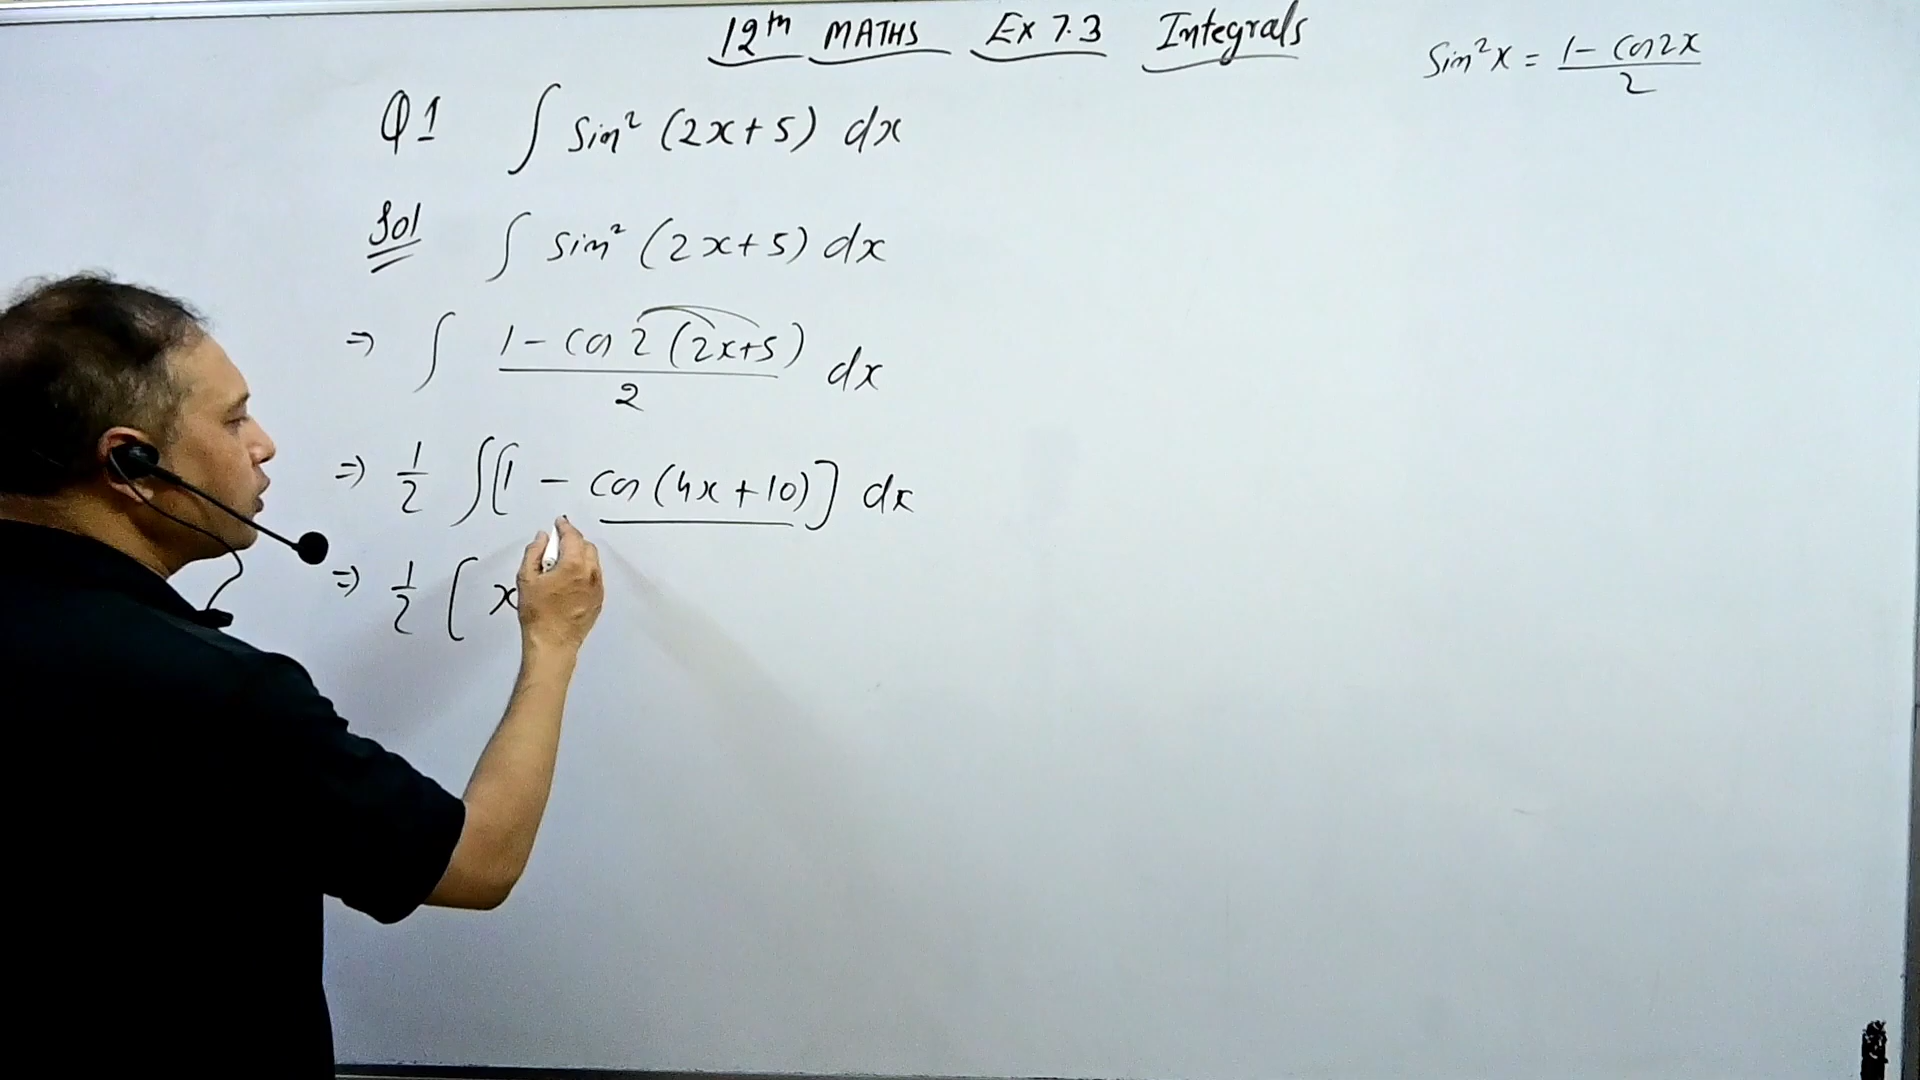 12th MATHS Ex 7.3 Integrals
Sin²x = (1 - Cos2x)/2
Q1 ∫ Sin² (2x+5) dx
Sol ∫ Sin² (2x+5) dx
⇒ ∫ (1 - Cos 2(2x+5))/2 dx
⇒ 1/2 ∫[1 - Cos(4x+10)] dx
⇒ 1/2 [ x